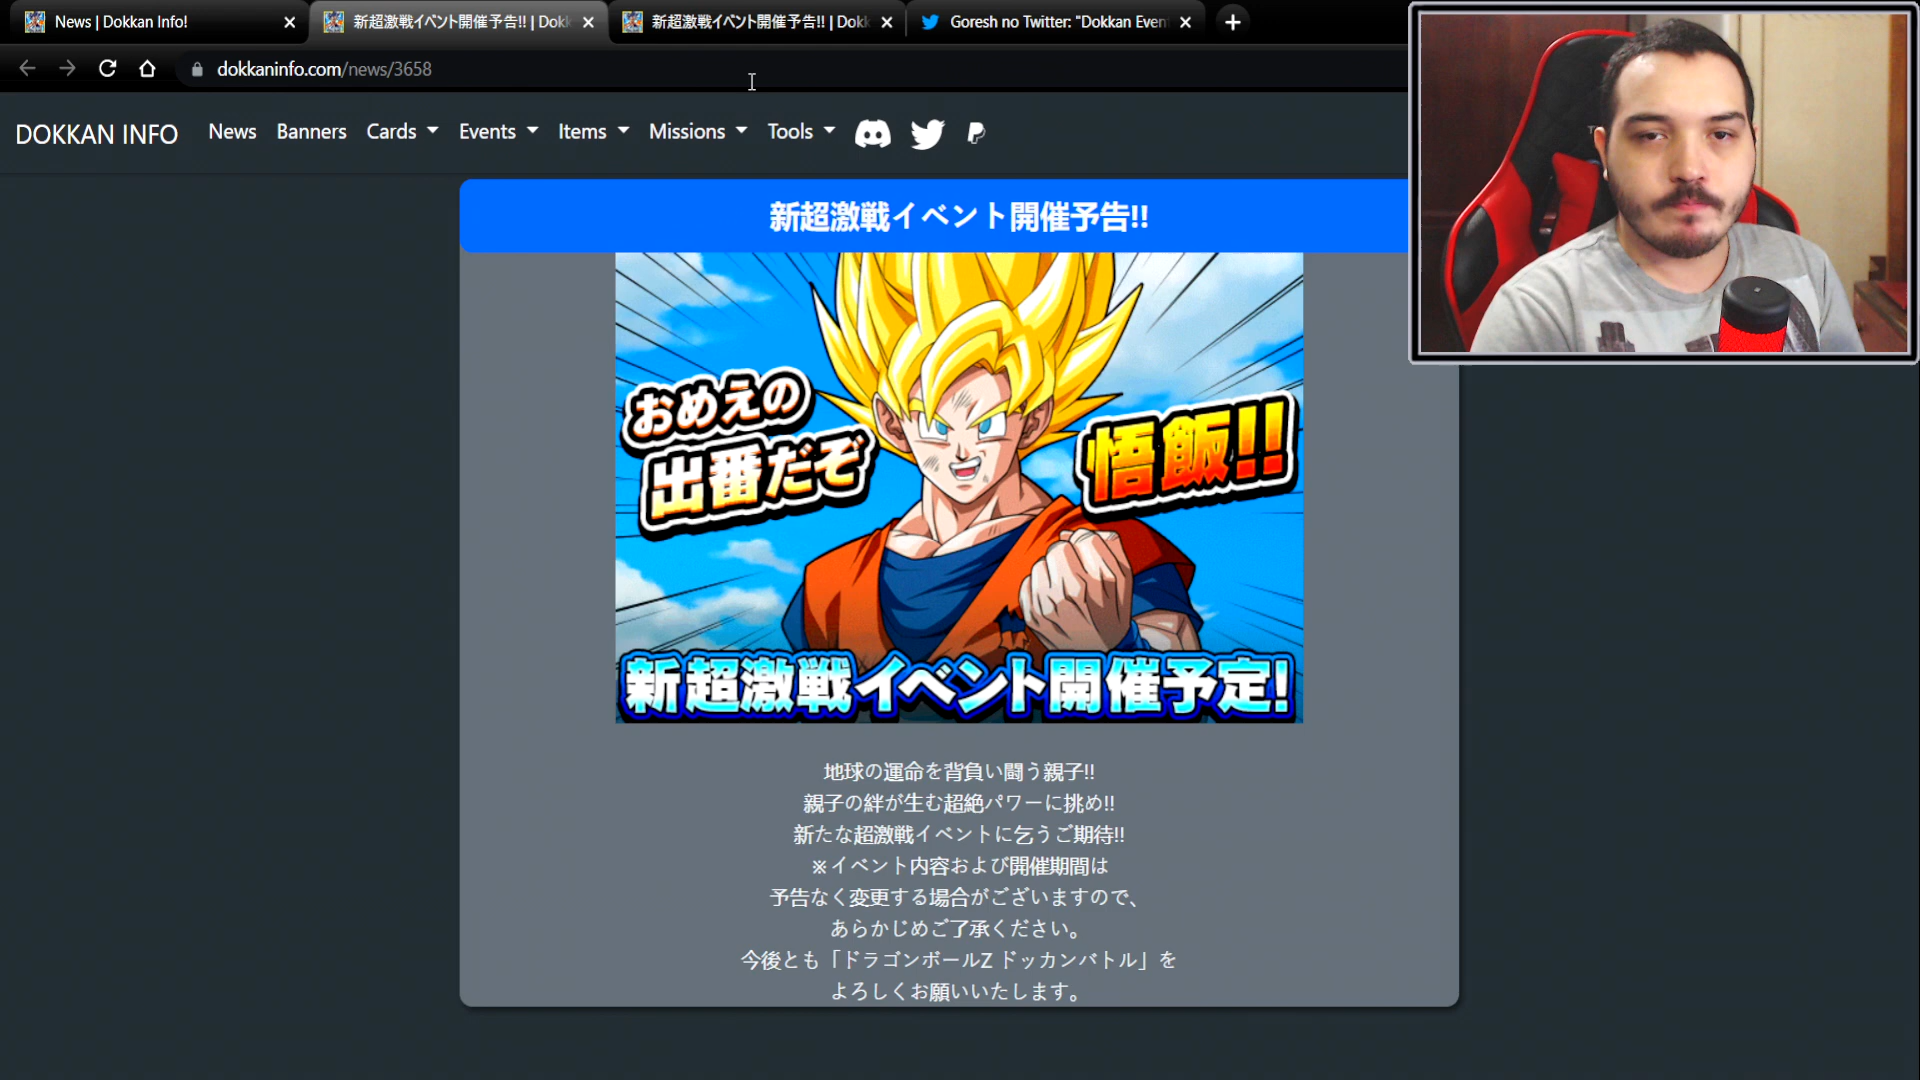 News | Dokkan Info!
新超激戦イベント開催予告!! | Dokk
新超激戦イベント開催予告!! | Dokk
Goresh no Twitter: "Dokkan Even
dokkaninfo.com/news/3658
DOKKAN INFO
News
Banners
Cards
Events
Items
Missions
Tools
新超激戦イベント開催予告!!
おめえの
出番だぞ
悟飯!!
新超激戦イベント開催予定!
地球の運命を背負い闘う親子!!
親子の絆が生む超絶パワーに挑め!!
新たな超激戦イベントに乞うご期待!!
※イベント内容および開催期間は
予告なく変更する場合がございますので、
あらかじめご了承ください。
今後とも「ドラゴンボールZ ドッカンバトル」を
よろしくお願いいたします。